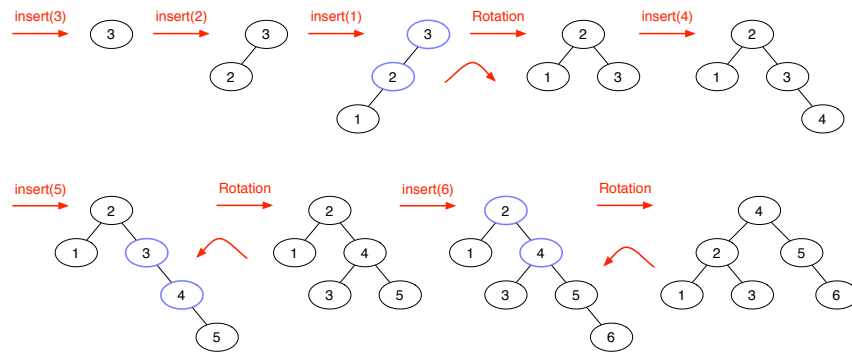 insert(3) insert(2) insert(1) Rotation insert(4)
3 3 3 2 2
2 2 1 3 1 3
1 4
insert(5) Rotation insert(6) Rotation
2 2 2 4
1 3 1 4 1 4 2 5
4 3 5 3 5 1 3 6
5 6